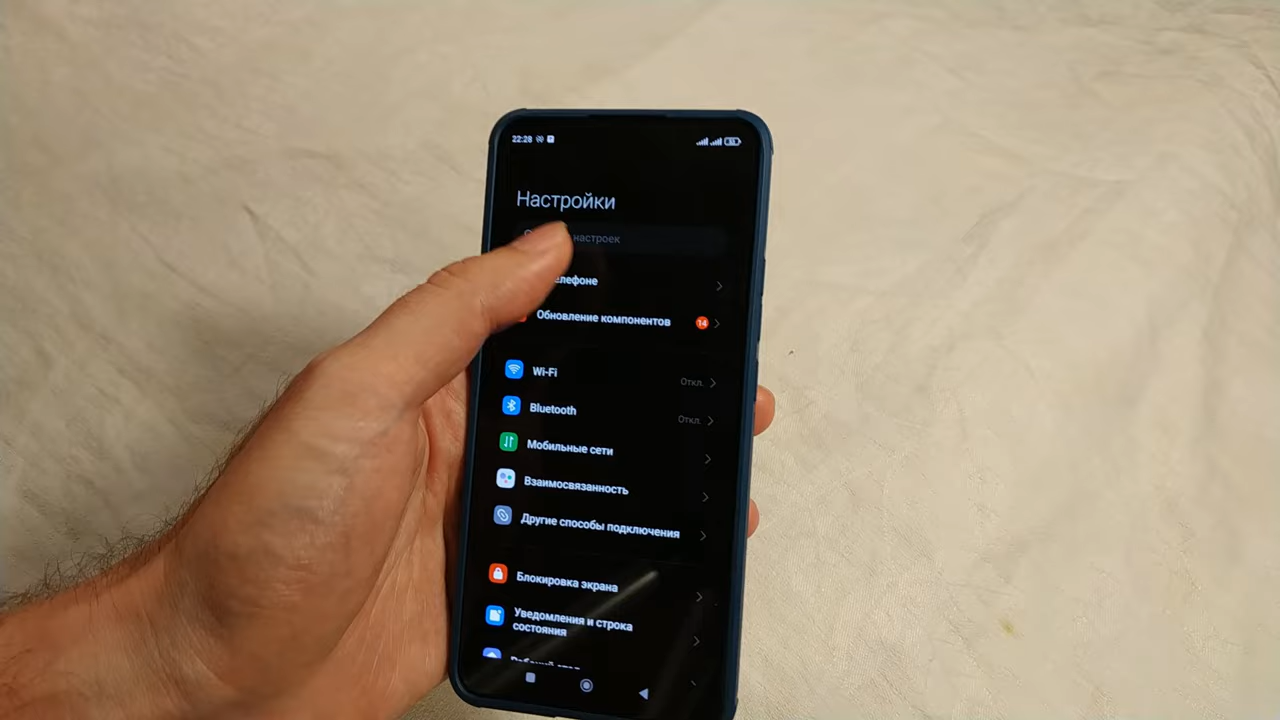 22:28
Настройки
настроек
елефоне
Обновление компонентов
14
Wi-Fi
Откл.
Bluetooth
Откл.
Мобильные сети
Взаимосвязанность
Другие способы подключения
Блокировка экрана
Уведомления и строка
состояния